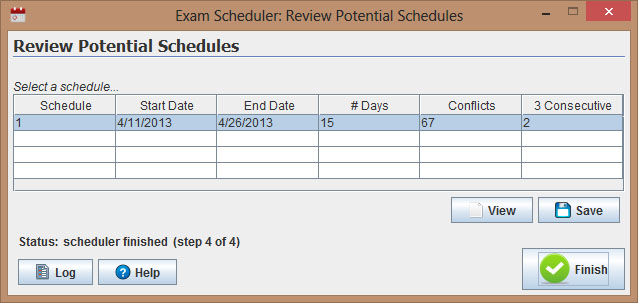 Exam Scheduler: Review Potential Schedules
Review Potential Schedules
Select a schedule...
Schedule Start Date End Date # Days Conflicts 3 Consecutive
1 4/11/2013 4/26/2013 15 67 2
View Save
Status: scheduler finished (step 4 of 4)
Log Help Finish